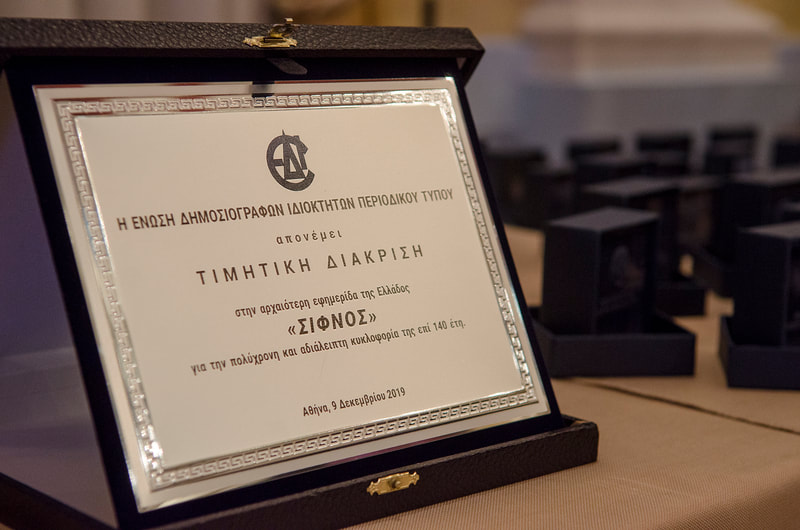 Η ΕΝΩΣΗ ΔΗΜΟΣΙΟΓΡΑΦΩΝ ΙΔΙΟΚΤΗΤΩΝ ΠΕΡΙΟΔΙΚΟΥ ΤΥΠΟΥ
απονέμει
ΤΙΜΗΤΙΚΗ ΔΙΑΚΡΙΣΗ
στην αρχαιότερη εφημερίδα της Ελλάδος
«ΣΙΦΝΟΣ»
για την πολύχρονη και αδιάλειπτη κυκλοφορία της επί 140 έτη.
Αθήνα, 9 Δεκεμβρίου 2019